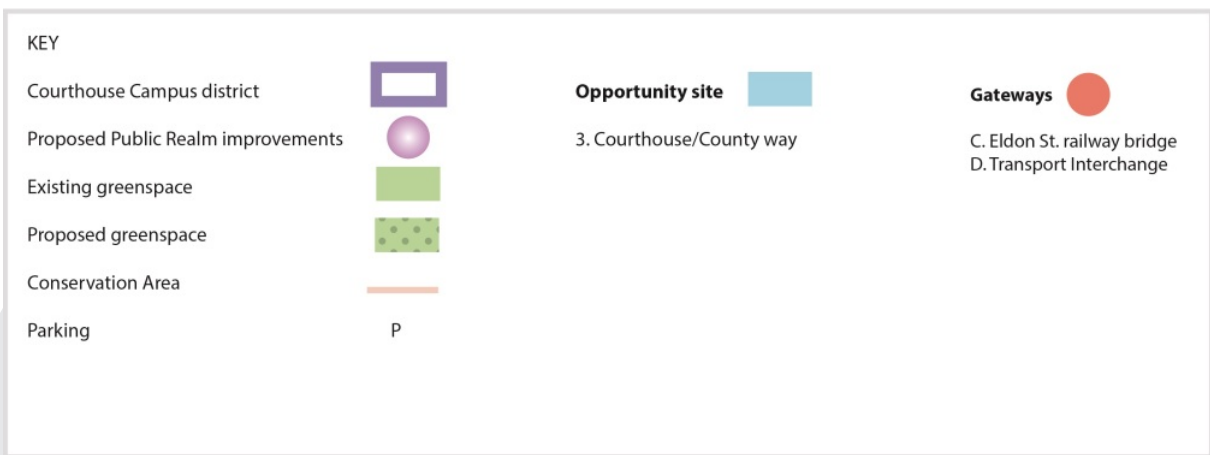 KEY
Courthouse Campus district
Proposed Public Realm improvements
Existing greenspace
Proposed greenspace
Conservation Area
Parking P
Opportunity site
3. Courthouse/County way
Gateways
C. Eldon St. railway bridge
D. Transport Interchange